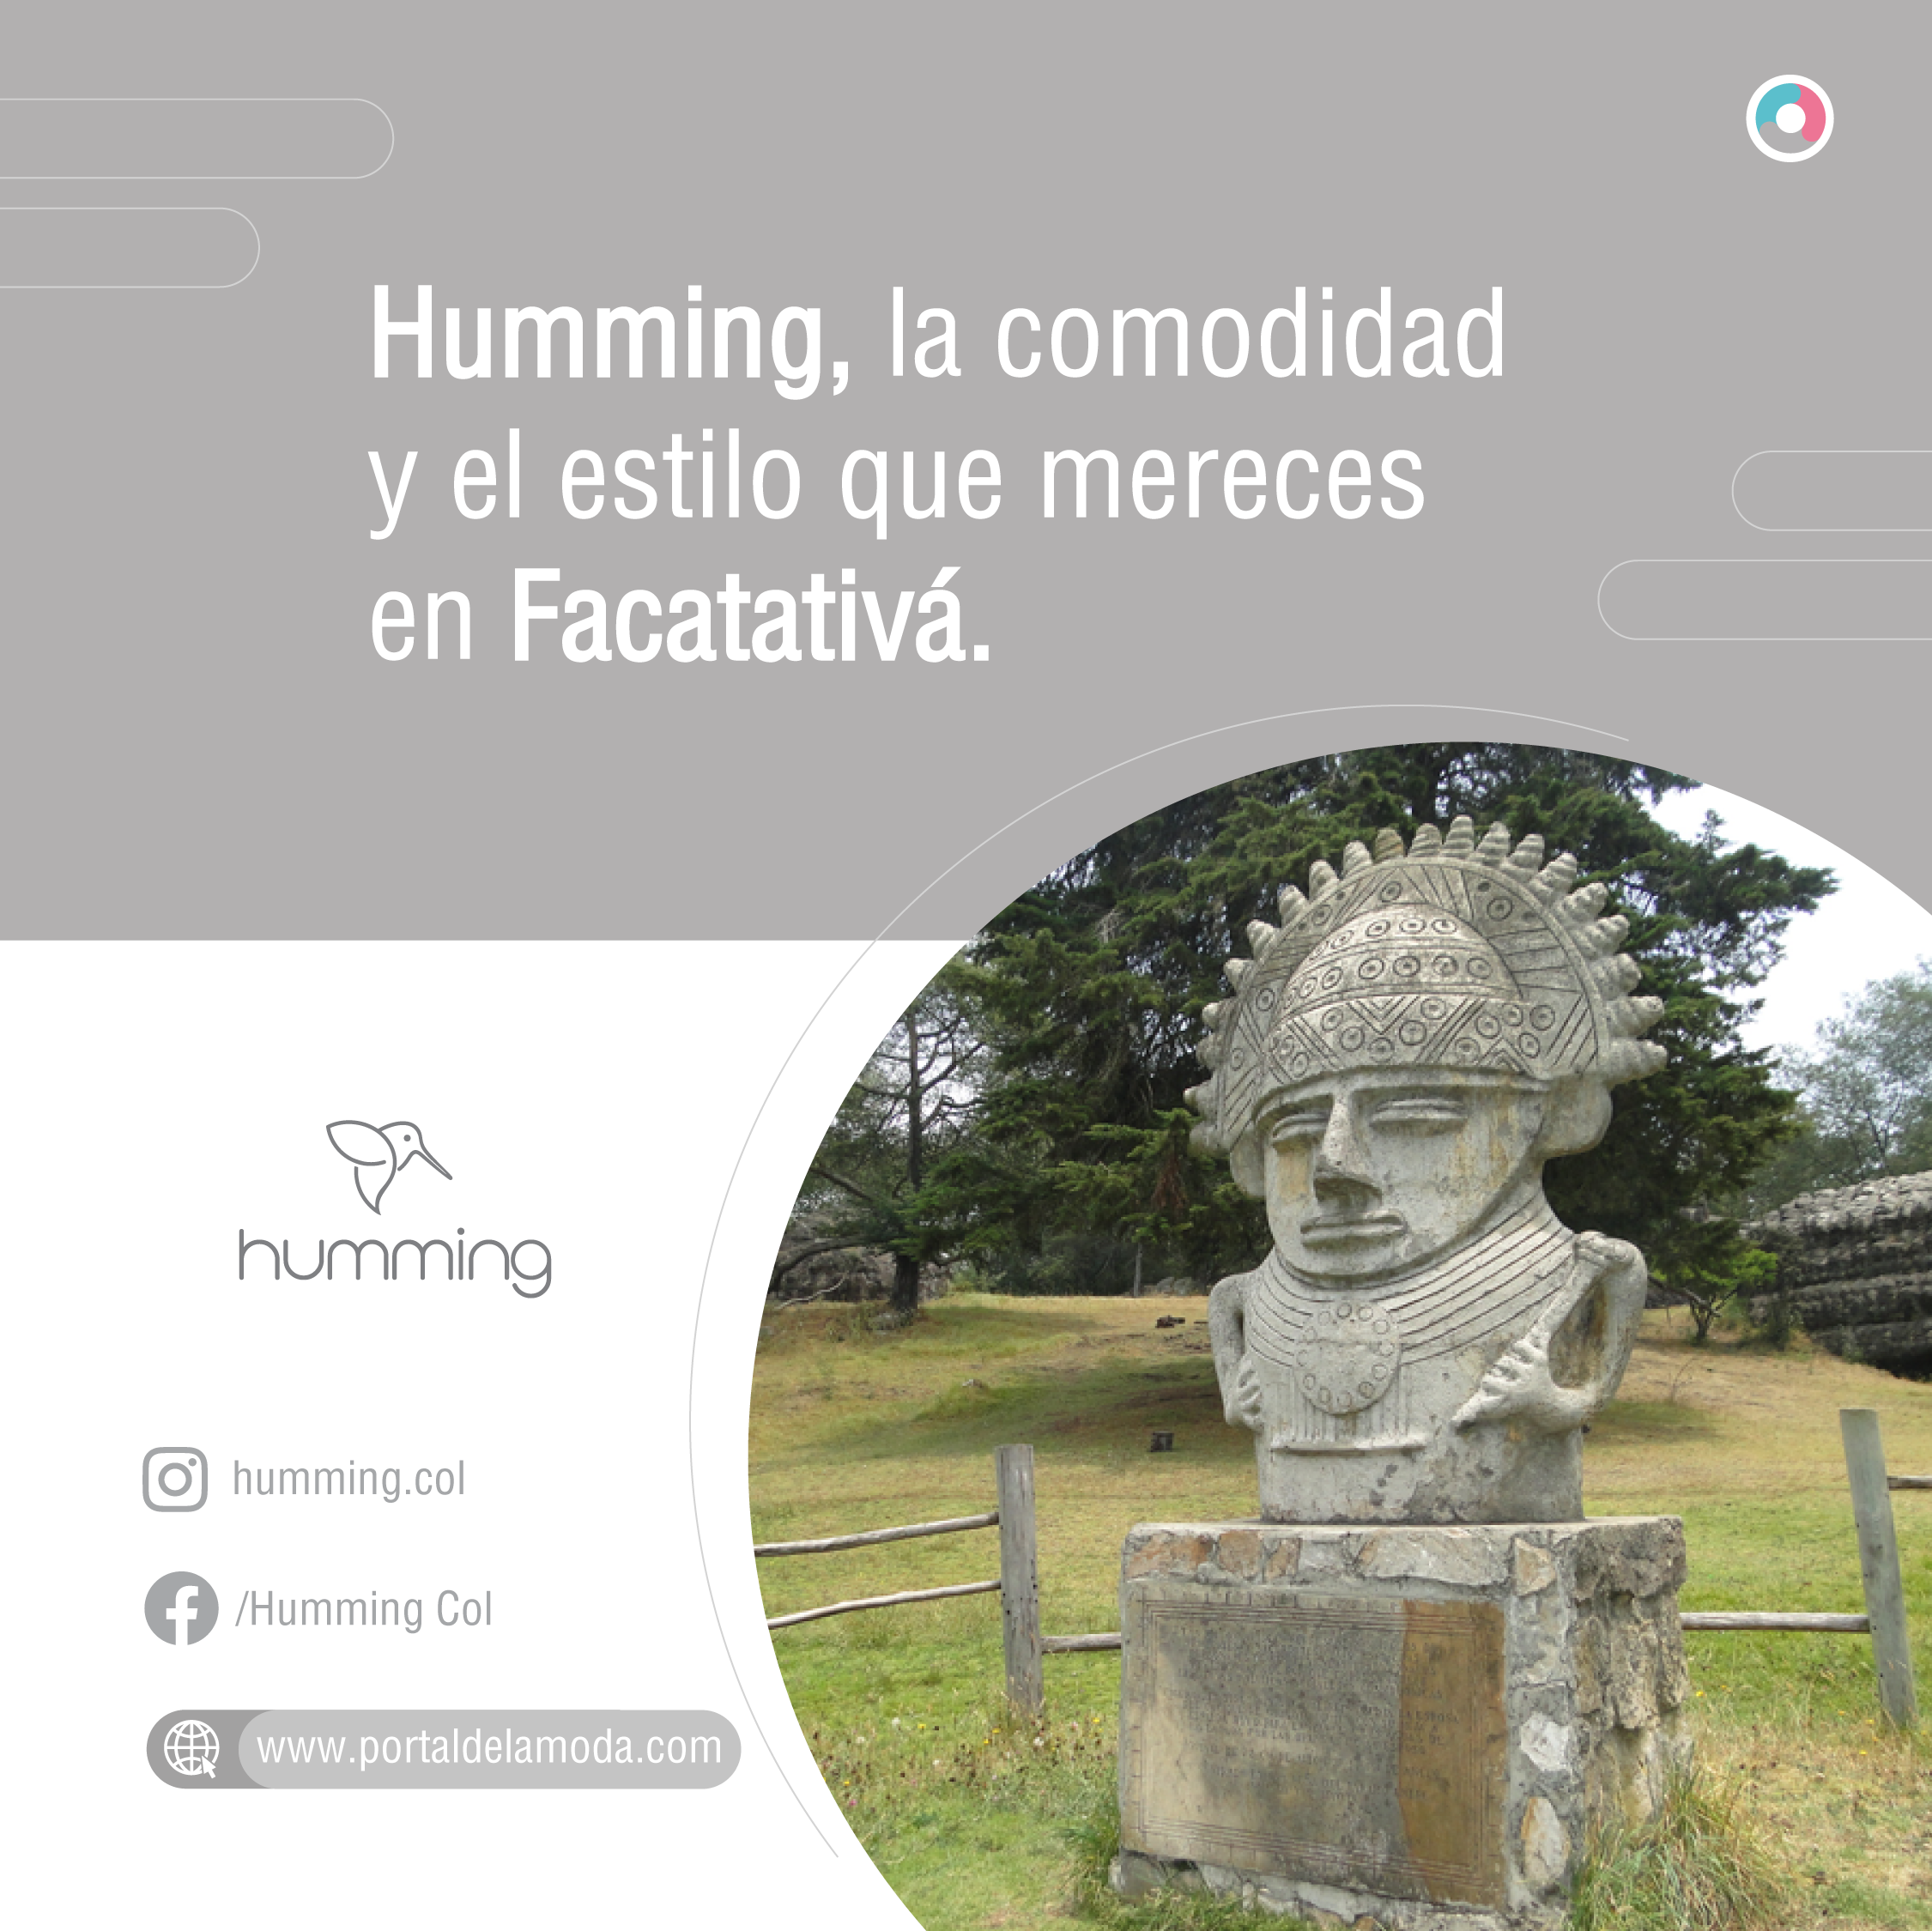 Humming, la comodidad
y el estilo que mereces
en Facatativá.
humming
humming.col
/Humming Col
www.portaldelamoda.com